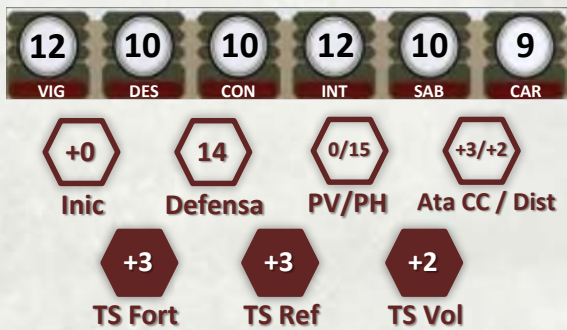 12 10 10 12 10 9
VIG DES CON INT SAB CAR
+0 14 0/15 +3/+2
Inic Defensa PV/PH Ata CC / Dist
+3 +3 +2
TS Fort TS Ref TS Vol